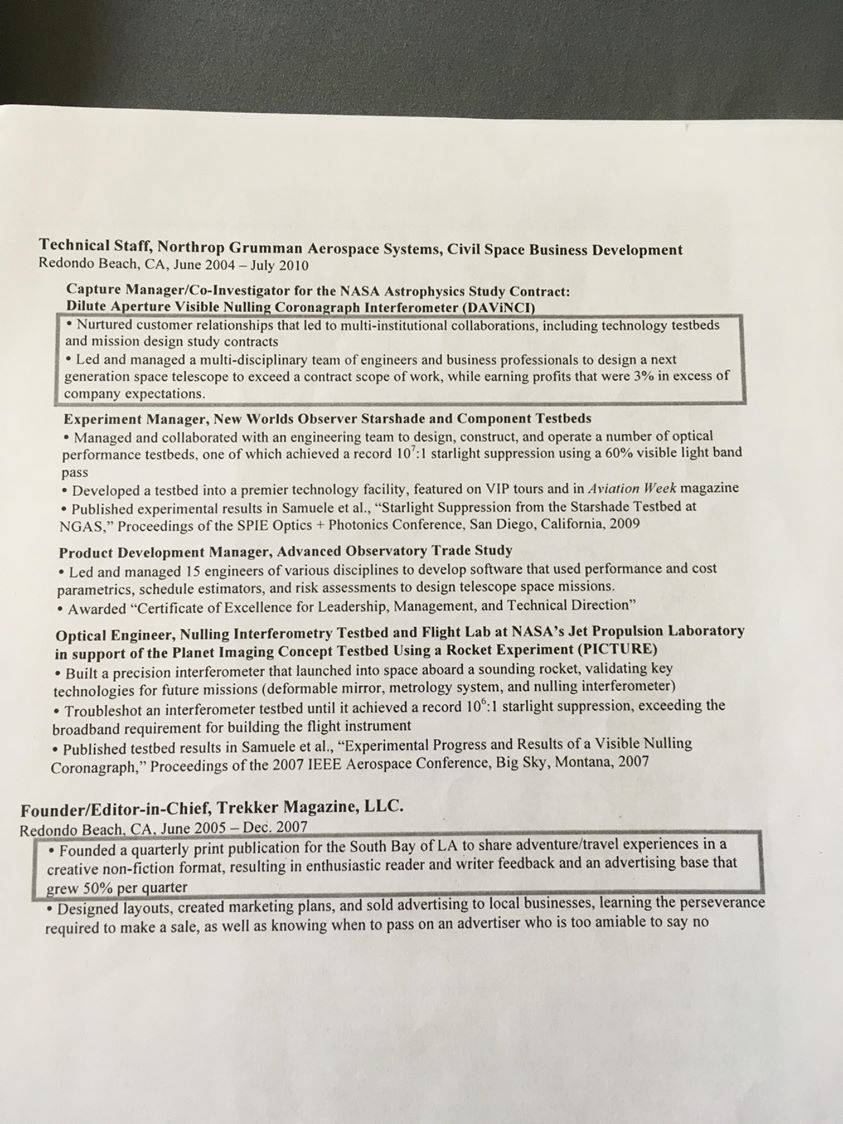 Technical Staff, Northrop Grumman Aerospace Systems, Civil Space Business Development
Redondo Beach, CA, June 2004 – July 2010
Capture Manager/Co-Investigator for the NASA Astrophysics Study Contract:
Dilute Aperture Visible Nulling Coronagraph Interferometer (DAViNCI)
• Nurtured customer relationships that led to multi-institutional collaborations, including technology testbeds
and mission design study contracts
• Led and managed a multi-disciplinary team of engineers and business professionals to design a next
generation space telescope to exceed a contract scope of work, while earning profits that were 3% in excess of
company expectations.
Experiment Manager, New Worlds Observer Starshade and Component Testbeds
• Managed and collaborated with an engineering team to design, construct, and operate a number of optical
performance testbeds, one of which achieved a record 10⁷:1 starlight suppression using a 60% visible light band
pass
• Developed a testbed into a premier technology facility, featured on VIP tours and in Aviation Week magazine
• Published experimental results in Samuele et al., “Starlight Suppression from the Starshade Testbed at
NGAS,” Proceedings of the SPIE Optics + Photonics Conference, San Diego, California, 2009
Product Development Manager, Advanced Observatory Trade Study
• Led and managed 15 engineers of various disciplines to develop software that used performance and cost
parametrics, schedule estimators, and risk assessments to design telescope space missions.
• Awarded “Certificate of Excellence for Leadership, Management, and Technical Direction”
Optical Engineer, Nulling Interferometry Testbed and Flight Lab at NASA’s Jet Propulsion Laboratory
in support of the Planet Imaging Concept Testbed Using a Rocket Experiment (PICTURE)
• Built a precision interferometer that launched into space aboard a sounding rocket, validating key
technologies for future missions (deformable mirror, metrology system, and nulling interferometer)
• Troubleshot an interferometer testbed until it achieved a record 10⁶:1 starlight suppression, exceeding the
broadband requirement for building the flight instrument
• Published testbed results in Samuele et al., “Experimental Progress and Results of a Visible Nulling
Coronagraph,” Proceedings of the 2007 IEEE Aerospace Conference, Big Sky, Montana, 2007
Founder/Editor-in-Chief, Trekker Magazine, LLC.
Redondo Beach, CA, June 2005 – Dec. 2007
• Founded a quarterly print publication for the South Bay of LA to share adventure/travel experiences in a
creative non-fiction format, resulting in enthusiastic reader and writer feedback and an advertising base that
grew 50% per quarter
• Designed layouts, created marketing plans, and sold advertising to local businesses, learning the perseverance
required to make a sale, as well as knowing when to pass on an advertiser who is too amiable to say no